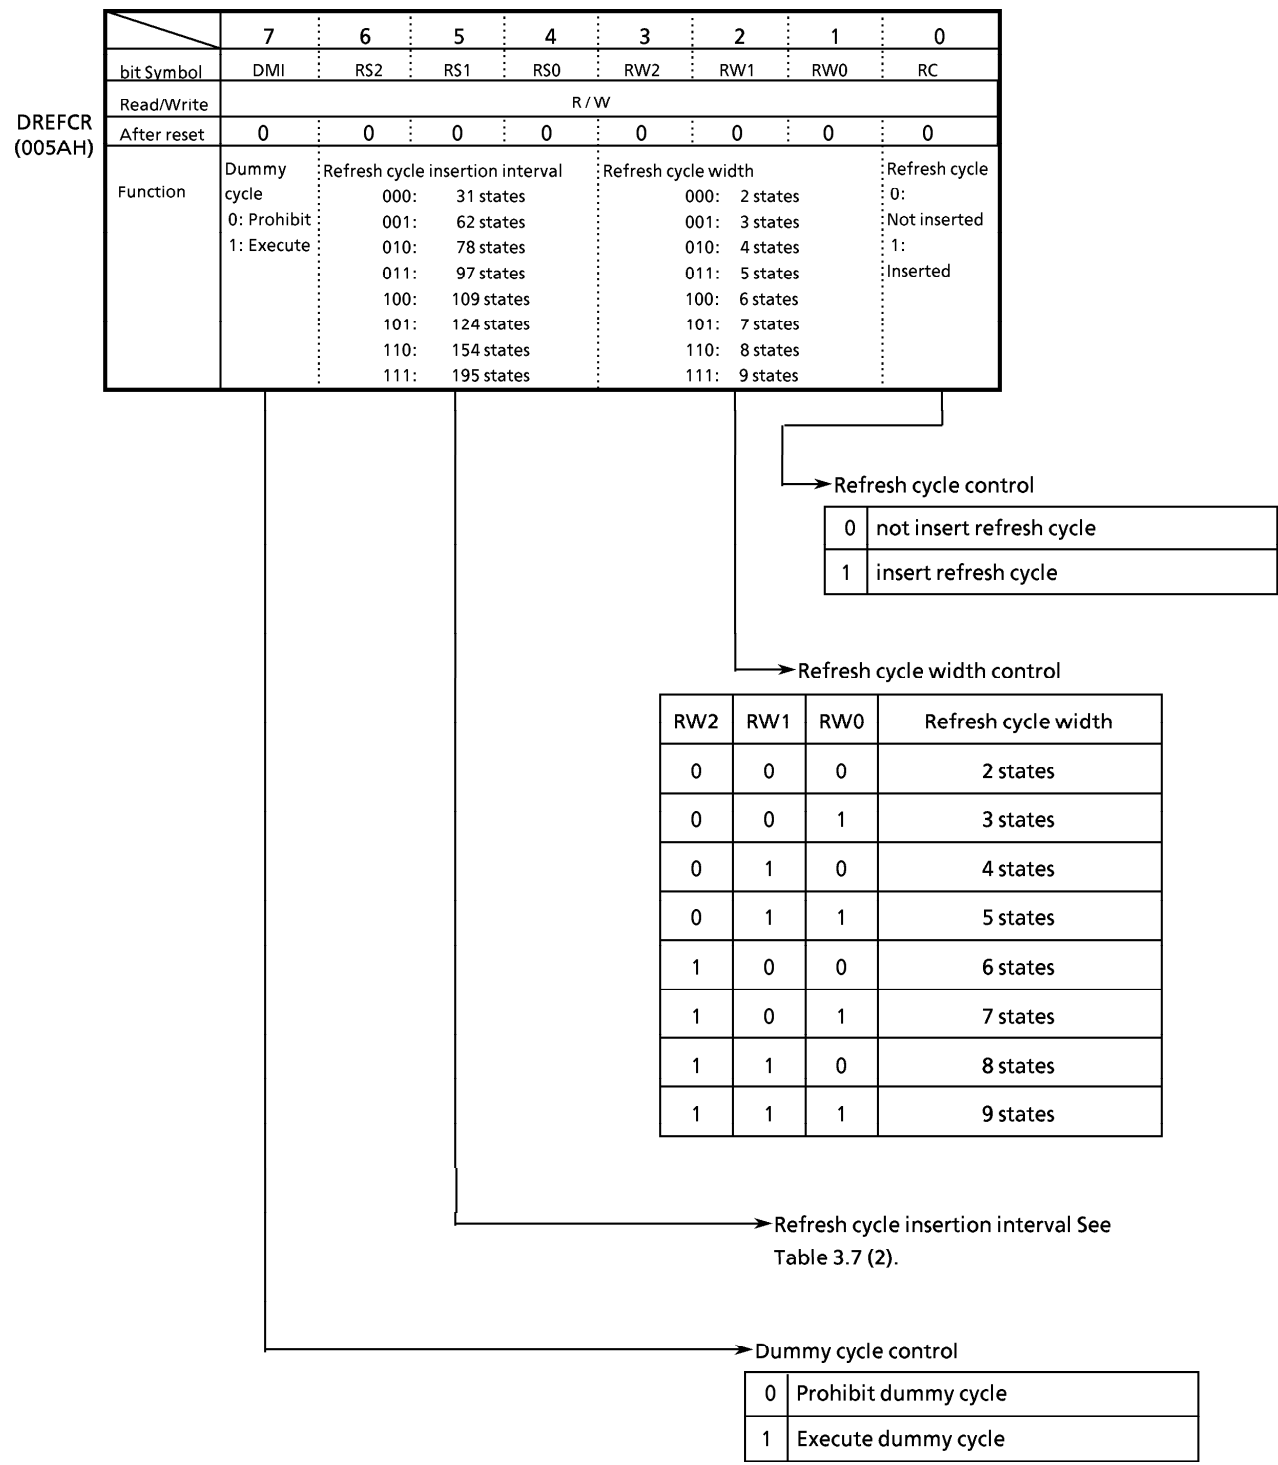 7 6 5 4 3 2 1 0
bit Symbol DMI RS2 RS1 RS0 RW2 RW1 RW0 RC
Read/Write R / W
DREFCR
(005AH)
After reset 0 0 0 0 0 0 0 0
Function
Dummy
cycle
0: Prohibit
1: Execute
Refresh cycle insertion interval
000: 31 states
001: 62 states
010: 78 states
011: 97 states
100: 109 states
101: 124 states
110: 154 states
111: 195 states
Refresh cycle width
000: 2 states
001: 3 states
010: 4 states
011: 5 states
100: 6 states
101: 7 states
110: 8 states
111: 9 states
Refresh cycle
0:
Not inserted
1:
Inserted
Refresh cycle control
0 not insert refresh cycle
1 insert refresh cycle
Refresh cycle width control
RW2 RW1 RW0 Refresh cycle width
0 0 0 2 states
0 0 1 3 states
0 1 0 4 states
0 1 1 5 states
1 0 0 6 states
1 0 1 7 states
1 1 0 8 states
1 1 1 9 states
Refresh cycle insertion interval See
Table 3.7 (2).
Dummy cycle control
0 Prohibit dummy cycle
1 Execute dummy cycle